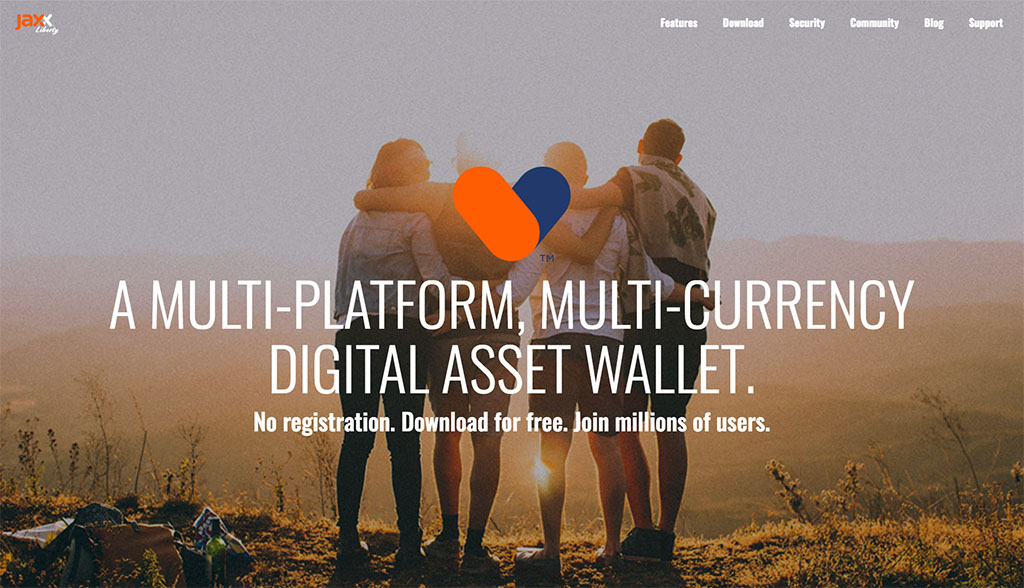 jaxx
Liberty
Features Download Security Community Blog Support
TM
A MULTI-PLATFORM, MULTI-CURRENCY
DIGITAL ASSET WALLET.
No registration. Download for free. Join millions of users.